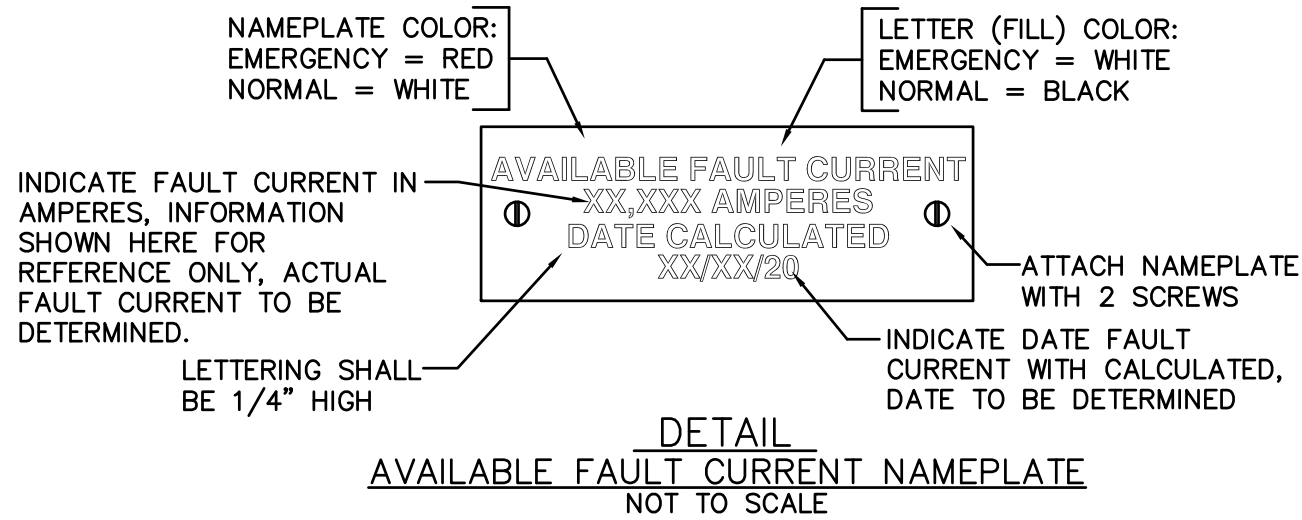 NAMEPLATE COLOR:
EMERGENCY = RED
NORMAL = WHITE
LETTER (FILL) COLOR:
EMERGENCY = WHITE
NORMAL = BLACK
AVAILABLE FAULT CURRENT
XX,XXX AMPERES
DATE CALCULATED
XX/XX/20
INDICATE FAULT CURRENT IN
AMPERES, INFORMATION
SHOWN HERE FOR
REFERENCE ONLY, ACTUAL
FAULT CURRENT TO BE
DETERMINED.
LETTERING SHALL
BE 1/4" HIGH
ATTACH NAMEPLATE
WITH 2 SCREWS
INDICATE DATE FAULT
CURRENT WITH CALCULATED,
DATE TO BE DETERMINED
DETAIL
AVAILABLE FAULT CURRENT NAMEPLATE
NOT TO SCALE